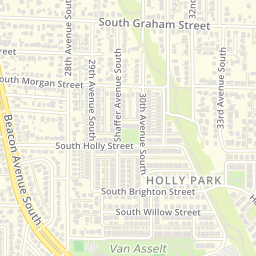 South Graham Street
32nd
28th Avenue South
29th Avenue South
Shaffer Avenue South
30th Avenue South
33rd Avenue South
South Morgan Street
Beacon Avenue South
South Holly Street
HOLLY PARK
South Brighton Street
South Willow Street
Van Asselt